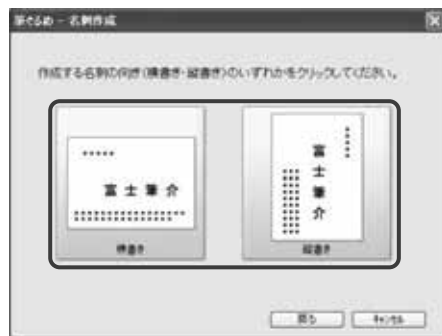 筆ぐるめ - 名刺作成
作成する名刺の向き(横書き・縦書き)のいずれかをクリックしてください。
富士筆介
横書き
富士筆介
縦書き
戻る
キャンセル